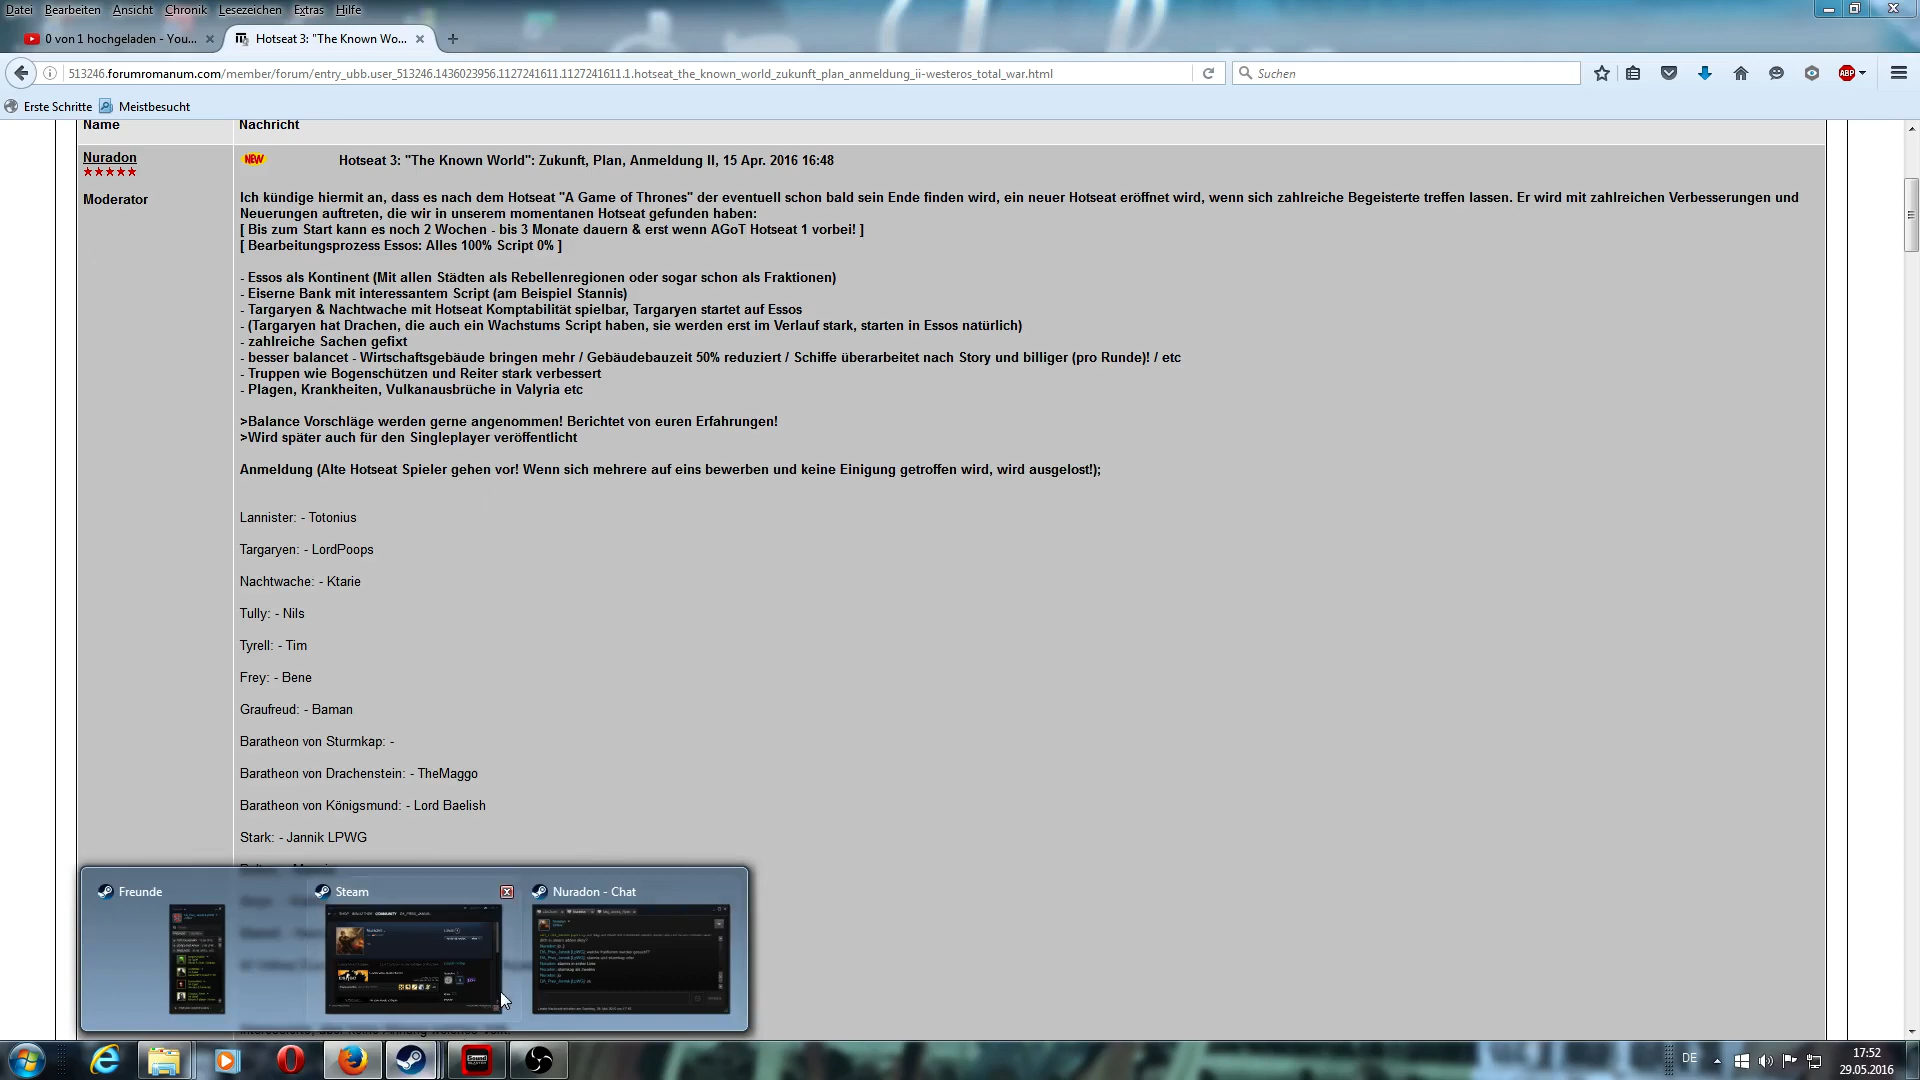 Datei Bearbeiten Ansicht Chronik Lesezeichen Extras Hilfe
0 von 1 hochgeladen - You...
Hotseat 3: "The Known Wo...
513246.forumromanum.com/member/forum/entry_ubb.user_513246.1436023956.1127241611.1127241611.1.hotseat_the_known_world_zukunft_plan_anmeldung_ii-westeros_total_war.html
Suchen
ABP
Erste Schritte Meistbesucht
Name Nachricht
Nuradon
NEW Hotseat 3: "The Known World": Zukunft, Plan, Anmeldung II, 15 Apr. 2016 16:48
Moderator
Ich kündige hiermit an, dass es nach dem Hotseat "A Game of Thrones" der eventuell schon bald sein Ende finden wird, ein neuer Hotseat eröffnet wird, wenn sich zahlreiche Begeisterte treffen lassen. Er wird mit zahlreichen Verbesserungen und
Neuerungen auftreten, die wir in unserem momentanen Hotseat gefunden haben:
[ Bis zum Start kann es noch 2 Wochen - bis 3 Monate dauern & erst wenn AGoT Hotseat 1 vorbei! ]
[ Bearbeitungsprozess Essos: Alles 100% Script 0% ]
- Essos als Kontinent (Mit allen Städten als Rebellenregionen oder sogar schon als Fraktionen)
- Eiserne Bank mit interessantem Script (am Beispiel Stannis)
- Targaryen & Nachtwache mit Hotseat Komptabilität spielbar, Targaryen startet auf Essos
- (Targaryen hat Drachen, die auch ein Wachstums Script haben, sie werden erst im Verlauf stark, starten in Essos natürlich)
- zahlreiche Sachen gefixt
- besser balancet - Wirtschaftsgebäude bringen mehr / Gebäudebauzeit 50% reduziert / Schiffe überarbeitet nach Story und billiger (pro Runde)! / etc
- Truppen wie Bogenschützen und Reiter stark verbessert
- Plagen, Krankheiten, Vulkanausbrüche in Valyria etc
>Balance Vorschläge werden gerne angenommen! Berichtet von euren Erfahrungen!
>Wird später auch für den Singleplayer veröffentlicht
Anmeldung (Alte Hotseat Spieler gehen vor! Wenn sich mehrere auf eins bewerben und keine Einigung getroffen wird, wird ausgelost!);
Lannister: - Totonius
Targaryen: - LordPoops
Nachtwache: - Ktarie
Tully: - Nils
Tyrell: - Tim
Frey: - Bene
Graufreud: - Baman
Baratheon von Sturmkap: -
Baratheon von Drachenstein: - TheMaggo
Baratheon von Königsmund: - Lord Baelish
Stark: - Jannik LPWG
Freunde
Steam
Nuradon - Chat
DE
17:52
29.05.2016